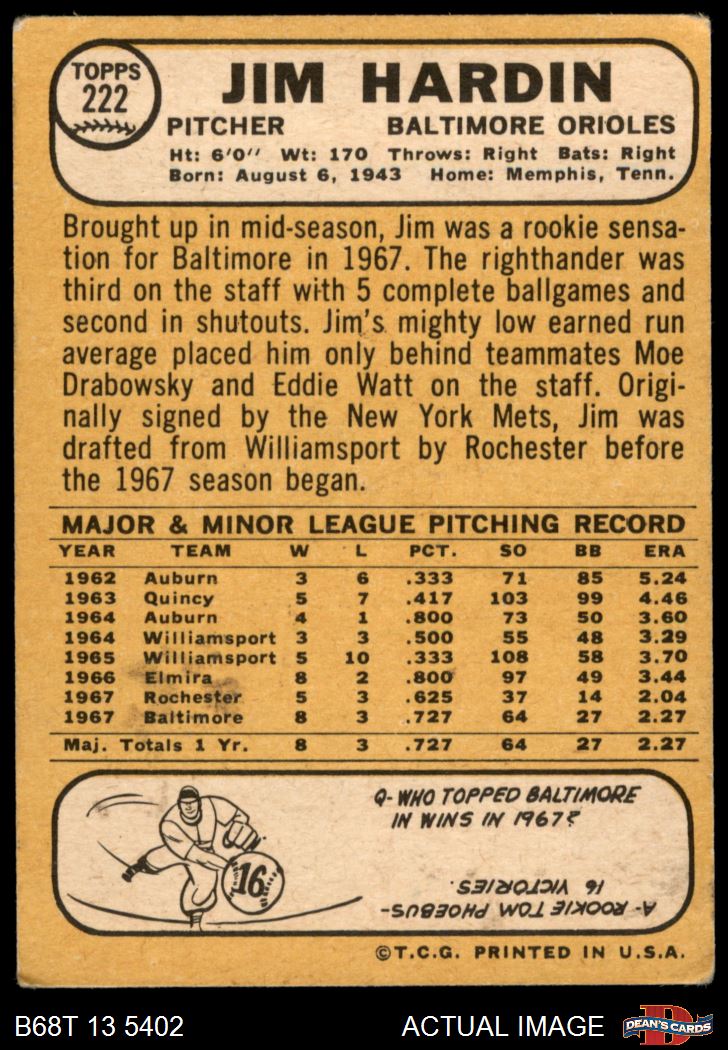 TOPPS
222
JIM HARDIN
PITCHER BALTIMORE ORIOLES
Ht: 6'0" Wt: 170 Throws: Right Bats: Right
Born: August 6, 1943 Home: Memphis, Tenn.
Brought up in mid-season, Jim was a rookie sensa-
tion for Baltimore in 1967. The righthander was
third on the staff with 5 complete ballgames and
second in shutouts. Jim's mighty low earned run
average placed him only behind teammates Moe
Drabowsky and Eddie Watt on the staff. Origi-
nally signed by the New York Mets, Jim was
drafted from Williamsport by Rochester before
the 1967 season began.
MAJOR & MINOR LEAGUE PITCHING RECORD
YEAR TEAM W L PCT. SO BB ERA
1962 Auburn 3 6 .333 71 85 5.24
1963 Quincy 5 7 .417 103 99 4.46
1964 Auburn 4 1 .800 73 50 3.60
1964 Williamsport 3 3 .500 55 48 3.29
1965 Williamsport 5 10 .333 108 58 3.70
1966 Elmira 8 2 .800 97 49 3.44
1967 Rochester 5 3 .625 37 14 2.04
1967 Baltimore 8 3 .727 64 27 2.27
Maj. Totals 1 Yr. 8 3 .727 64 27 2.27
16
Q-WHO TOPPED BALTIMORE
IN WINS IN 1967?
A-ROOKIE TOM PHOEBUS-
16 VICTORIES.
©T.C.G. PRINTED IN U.S.A.
B68T 13 5402 ACTUAL IMAGE
D
DEAN'S CARDS